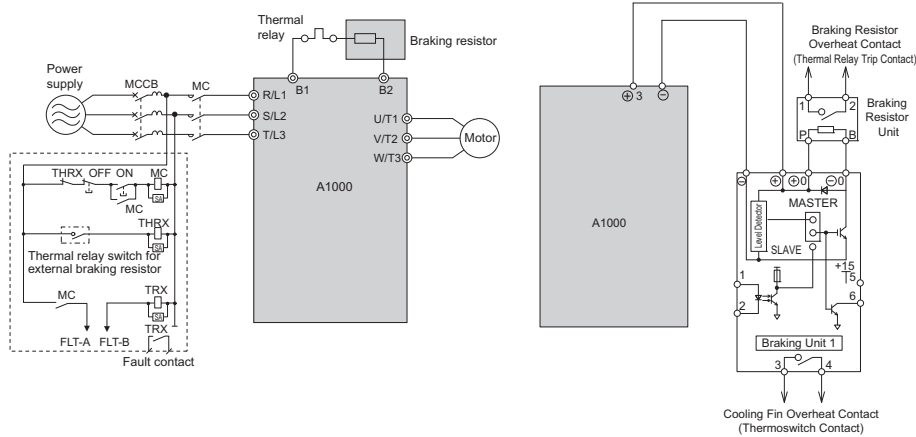 Thermal
relay
Braking resistor
Power
supply
MCCB
MC
B1
B2
R/L1
S/L2
T/L3
U/T1
V/T2
W/T3
Motor
A1000
THRX
OFF
ON
MC
SA
MC
THRX
SA
Thermal relay switch for
external braking resistor
MC
TRX
SA
FLT-A
FLT-B
TRX
Fault contact
⊕ 3
⊖
A1000
Braking Resistor
Overheat Contact
(Thermal Relay Trip Contact)
1
2
Braking
Resistor
Unit
P
B
⊖
⊕
⊕0
⊖0
MASTER
Level Detector
SLAVE
+15
5
1
2
6
Braking Unit 1
3
4
Cooling Fin Overheat Contact
(Thermoswitch Contact)